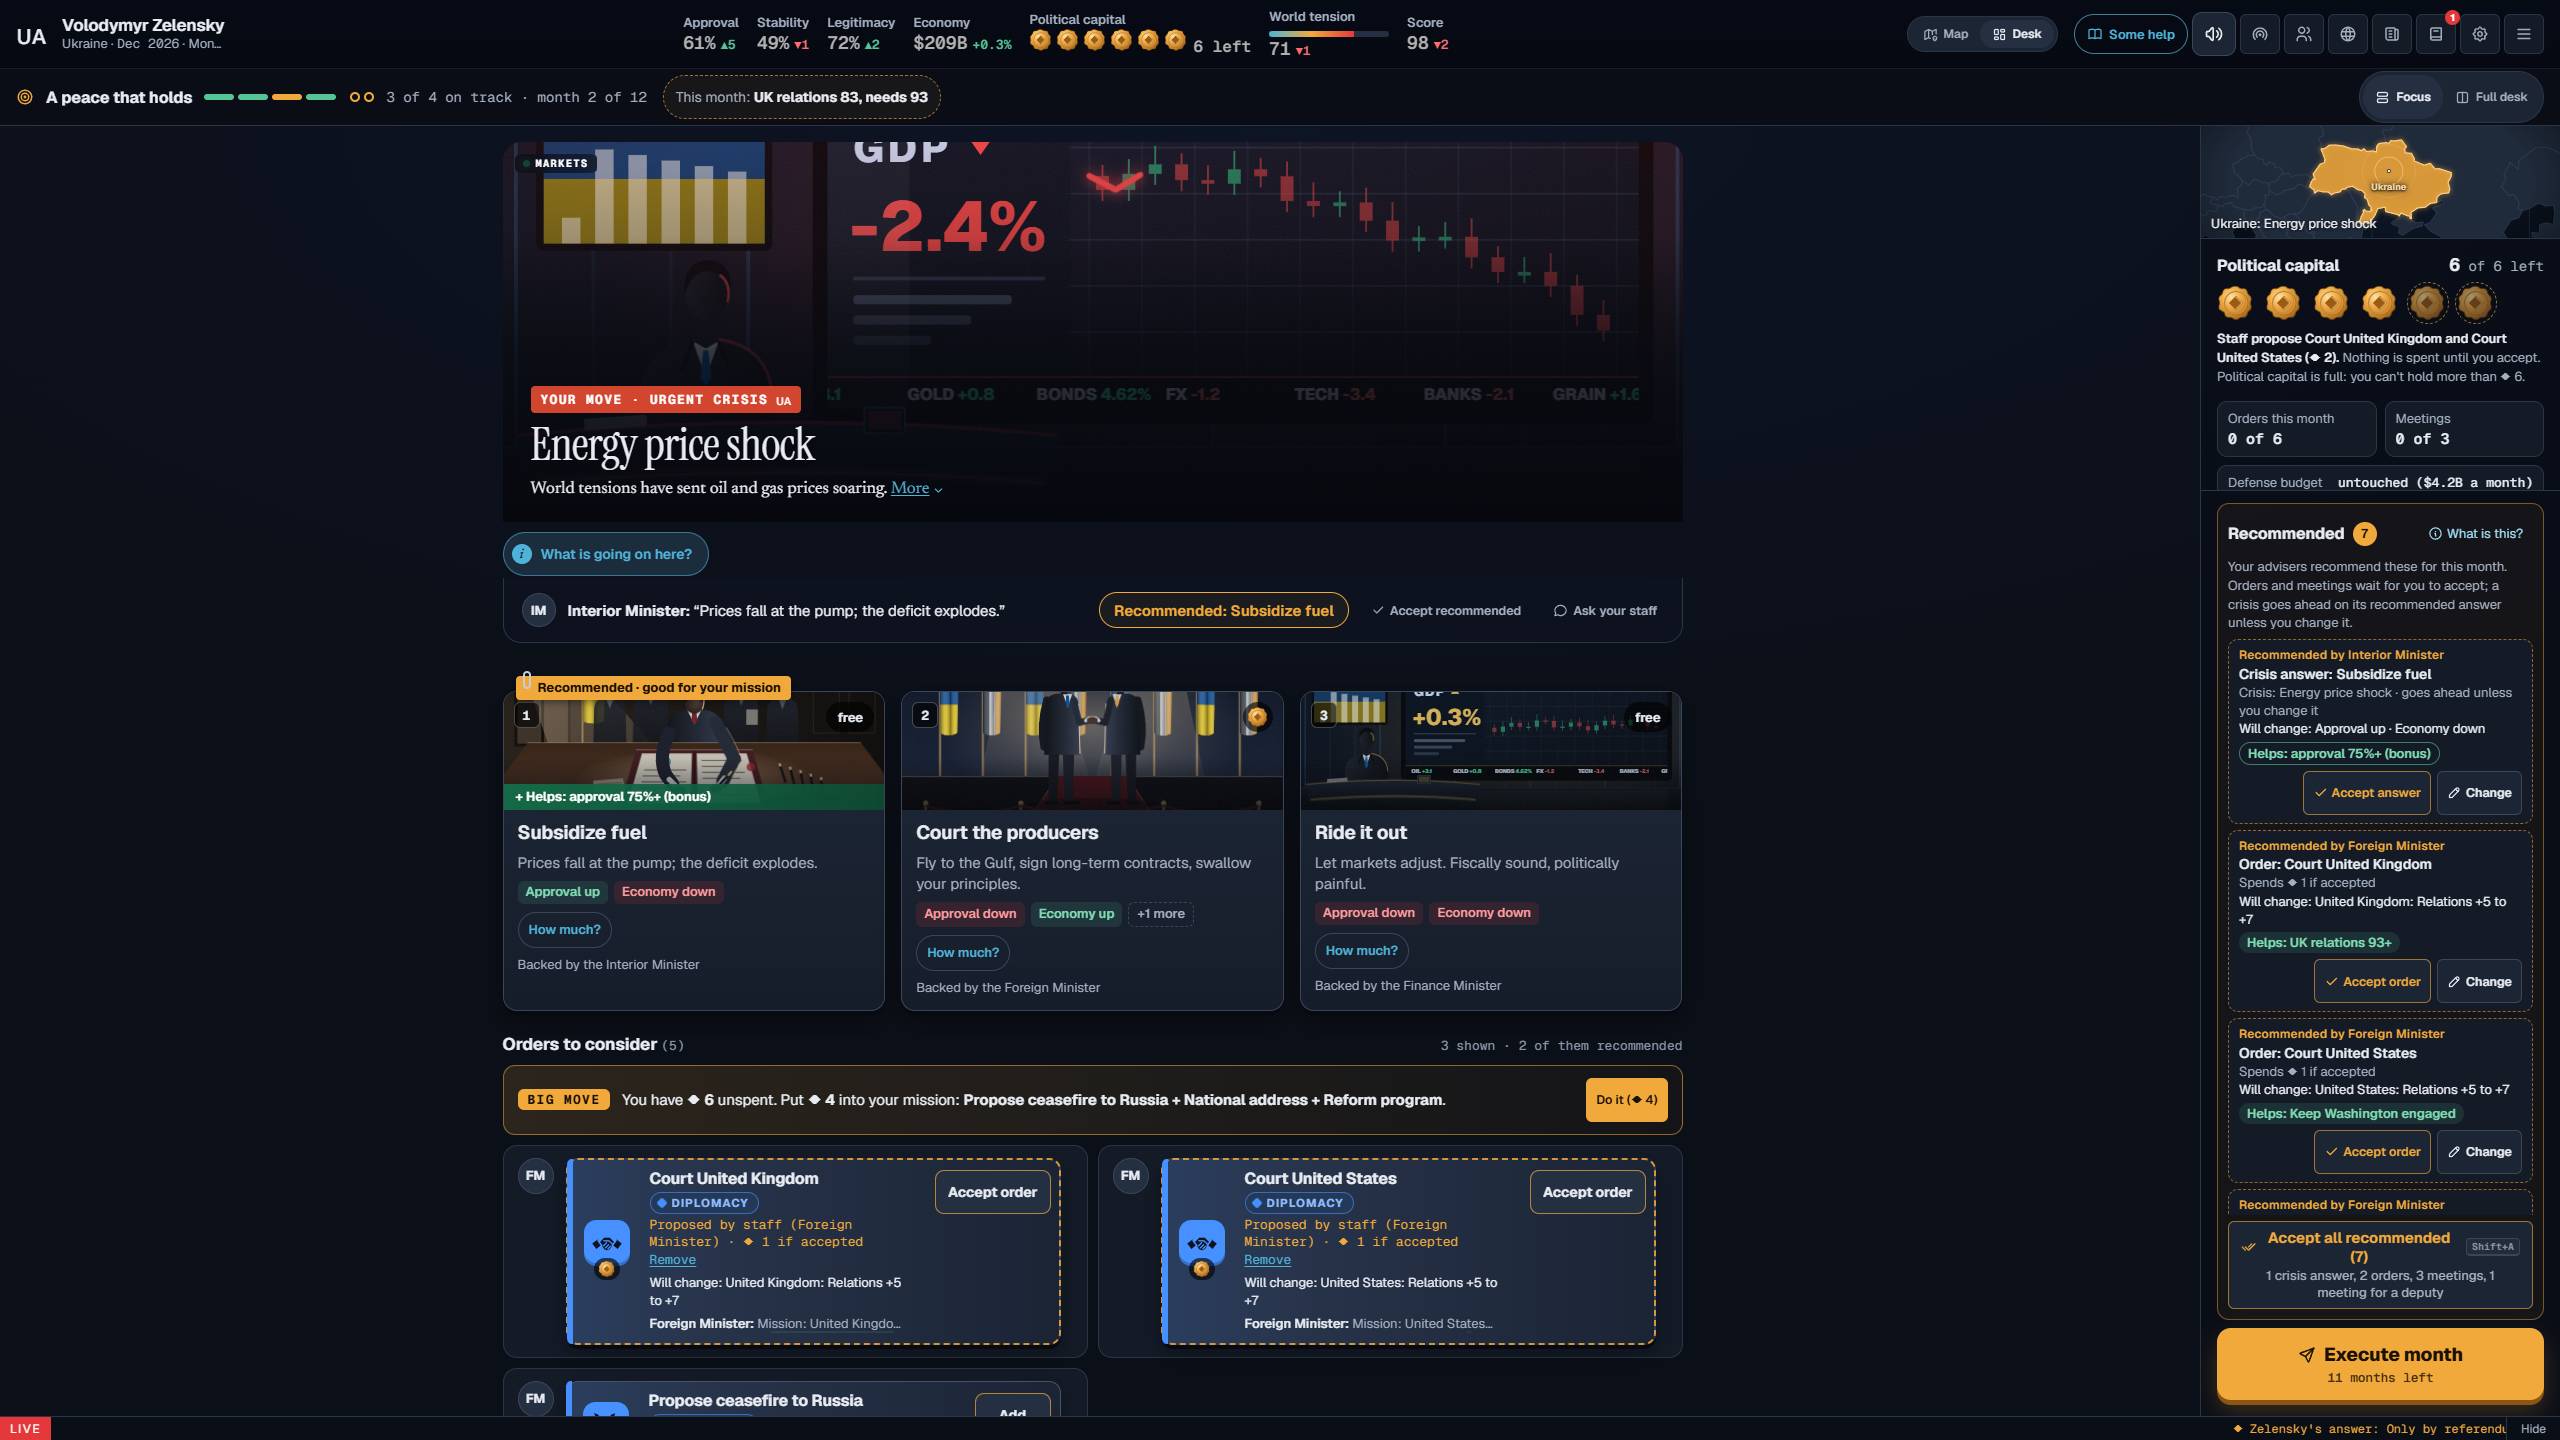 UA
Volodymyr Zelensky
Ukraine · Dec 2026 · Mon…
Approval
61% ▴5
Stability
49% ▾1
Legitimacy
72% ▴2
Economy
$209B +0.3%
Political capital
6 left
World tension
71 ▾1
Score
98 ▾2
Map
Desk
Some help
1
A peace that holds
3 of 4 on track · month 2 of 12
This month: UK relations 83, needs 93
Focus
Full desk
MARKETS
GDP
-2.4%
GOLD +0.8
BONDS 4.62%
FX -1.2
TECH -3.4
BANKS -2.1
GRAIN +1.6
YOUR MOVE · URGENT CRISIS UA
Energy price shock
World tensions have sent oil and gas prices soaring. More
What is going on here?
IM
Interior Minister: “Prices fall at the pump; the deficit explodes.”
Recommended: Subsidize fuel
Accept recommended
Ask your staff
Recommended · good for your mission
1
free
+ Helps: approval 75%+ (bonus)
Subsidize fuel
Prices fall at the pump; the deficit explodes.
Approval up
Economy down
How much?
Backed by the Interior Minister
2
Court the producers
Fly to the Gulf, sign long-term contracts, swallow
your principles.
Approval down
Economy up
+1 more
How much?
Backed by the Foreign Minister
3
+0.3%
free
GOLD +0.8
BONDS 4.62%
FX -1.2
TECH -3.4
BANKS -2.1
Ride it out
Let markets adjust. Fiscally sound, politically
painful.
Approval down
Economy down
How much?
Backed by the Finance Minister
Orders to consider (5)
3 shown · 2 of them recommended
BIG MOVE
You have ◆ 6 unspent. Put ◆ 4 into your mission: Propose ceasefire to Russia + National address + Reform program.
Do it (◆ 4)
FM
Court United Kingdom
DIPLOMACY
Proposed by staff (Foreign
Minister) · ◆ 1 if accepted
Remove
Will change: United Kingdom: Relations +5
to +7
Foreign Minister: Mission: United Kingdo…
Accept order
FM
Court United States
DIPLOMACY
Proposed by staff (Foreign
Minister) · ◆ 1 if accepted
Remove
Will change: United States: Relations +5 to
+7
Foreign Minister: Mission: United States…
Accept order
FM
Propose ceasefire to Russia
Add
Ukraine
Ukraine: Energy price shock
Political capital
6 of 6 left
Staff propose Court United Kingdom and Court
United States (◆ 2). Nothing is spent until you accept.
Political capital is full: you can't hold more than ◆ 6.
Orders this month
0 of 6
Meetings
0 of 3
Defense budget
untouched ($4.2B a month)
Recommended 7
What is this?
Your advisers recommend these for this month.
Orders and meetings wait for you to accept; a
crisis goes ahead on its recommended answer
unless you change it.
Recommended by Interior Minister
Crisis answer: Subsidize fuel
Crisis: Energy price shock · goes ahead unless
you change it
Will change: Approval up · Economy down
Helps: approval 75%+ (bonus)
Accept answer
Change
Recommended by Foreign Minister
Order: Court United Kingdom
Spends ◆ 1 if accepted
Will change: United Kingdom: Relations +5 to
+7
Helps: UK relations 93+
Accept order
Change
Recommended by Foreign Minister
Order: Court United States
Spends ◆ 1 if accepted
Will change: United States: Relations +5 to +7
Helps: Keep Washington engaged
Accept order
Change
Recommended by Foreign Minister
Accept all recommended
(7)
Shift+A
1 crisis answer, 2 orders, 3 meetings, 1
meeting for a deputy
Execute month
11 months left
LIVE
◆ Zelensky's answer: Only by referendu
Hide